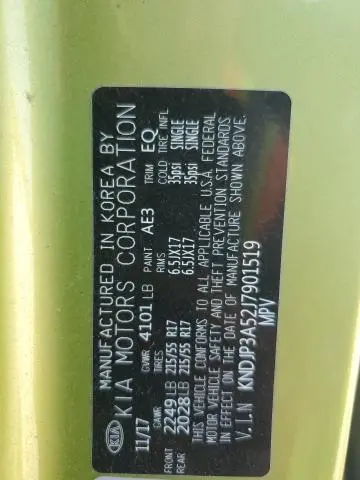 KIA
MANUFACTURED IN KOREA BY
KIA MOTORS CORPORATION
11/17 GVWR 4101 LB PAINT AE3 TRIM EQ
GAWR TIRES RIMS COLD TIRE INFL
FRONT 2249 LB 215/55 R17 6.5JX17 35psi SINGLE
REAR 2028 LB 215/55 R17 6.5JX17 35psi SINGLE
THIS VEHICLE CONFORMS TO ALL APPLICABLE U.S.A. FEDERAL
MOTOR VEHICLE SAFETY AND THEFT PREVENTION STANDARDS
IN EFFECT ON THE DATE OF MANUFACTURE SHOWN ABOVE.
V.I.N KNDJP3A52J7901519
MPV